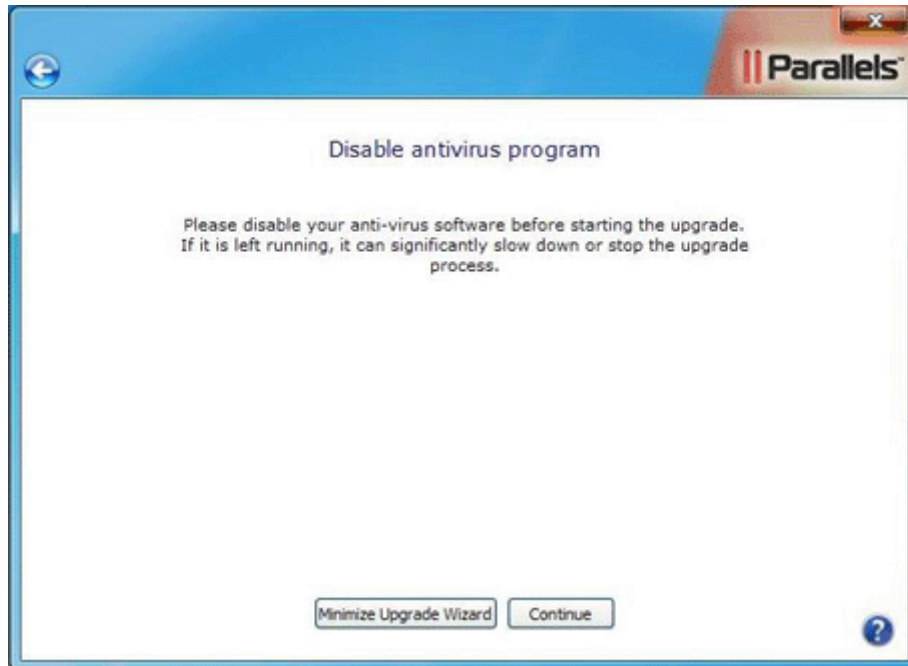 Parallels™
Disable antivirus program
Please disable your anti-virus software before starting the upgrade.
If it is left running, it can significantly slow down or stop the upgrade
process.
Minimize Upgrade Wizard
Continue
?